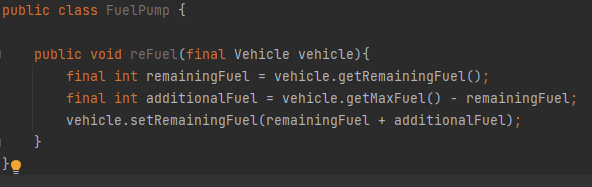 public class FuelPump {
public void reFuel(final Vehicle vehicle){
final int remainingFuel = vehicle.getRemainingFuel();
final int additionalFuel = vehicle.getMaxFuel() - remainingFuel;
vehicle.setRemainingFuel(remainingFuel + additionalFuel);
}
}